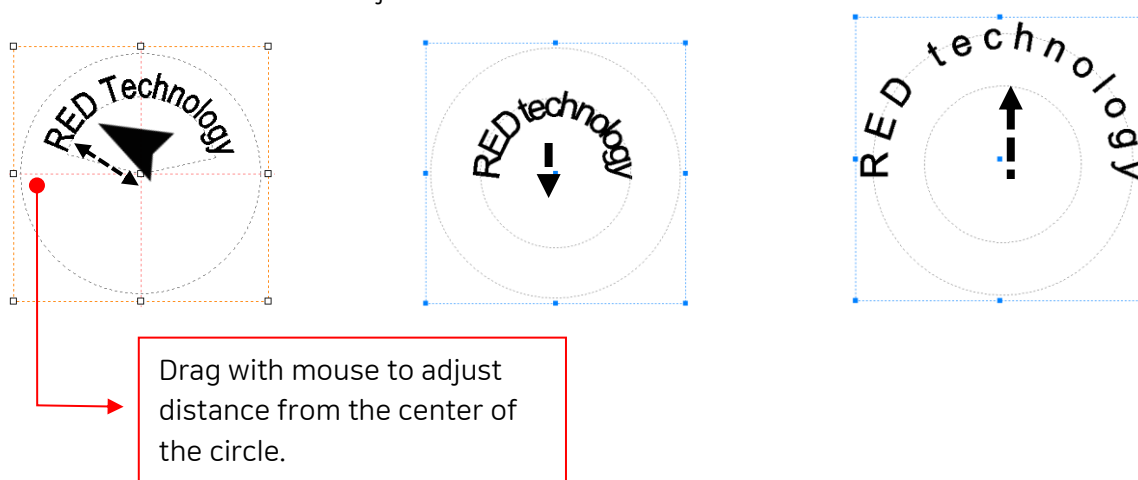 RED Technology
RED technology
RED technology
Drag with mouse to adjust
distance from the center of
the circle.